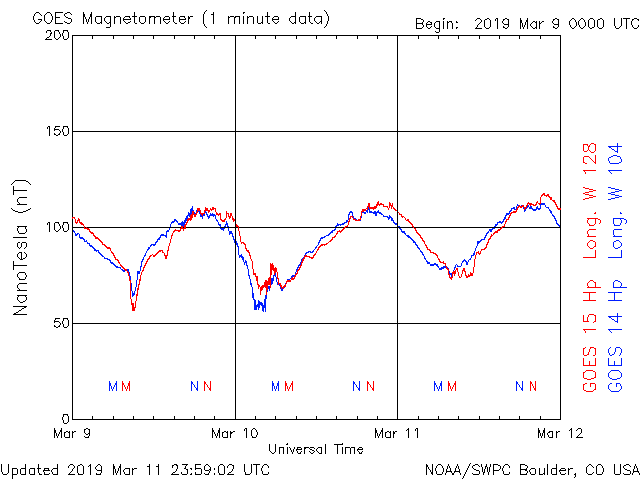 GOES Magnetometer (1 minute data)
Begin: 2019 Mar 9 0000 UTC
200
150
100
50
0
NanoTesla (nT)
M M N N M M N N M M N N
Mar 9 Mar 10 Mar 11 Mar 12
Universal Time
GOES 15 Hp Long. W 128
GOES 14 Hp Long. W 104
Updated 2019 Mar 11 23:59:02 UTC
NOAA/SWPC Boulder, CO USA